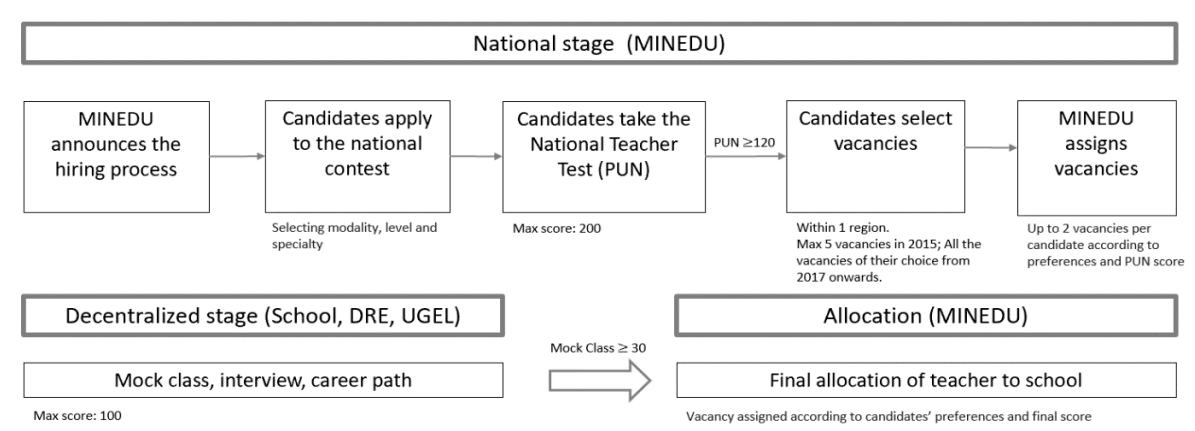 National stage  (MINEDU)
MINEDU
announces the
hiring process
Candidates apply
to the national
contest
Selecting modality, level and
specialty
Candidates take the
National Teacher
Test (PUN)
Max score: 200
PUN ≥120
Candidates select
vacancies
Within 1 region.
Max 5 vacancies in 2015; All the
vacancies of their choice from
2017 onwards.
MINEDU
assigns
vacancies
Up to 2 vacancies per
candidate according to
preferences and PUN score
Decentralized stage (School, DRE, UGEL)
Mock class, interview, career path
Max score: 100
Mock Class ≥ 30
Allocation (MINEDU)
Final allocation of teacher to school
Vacancy assigned according to candidates’ preferences and final score